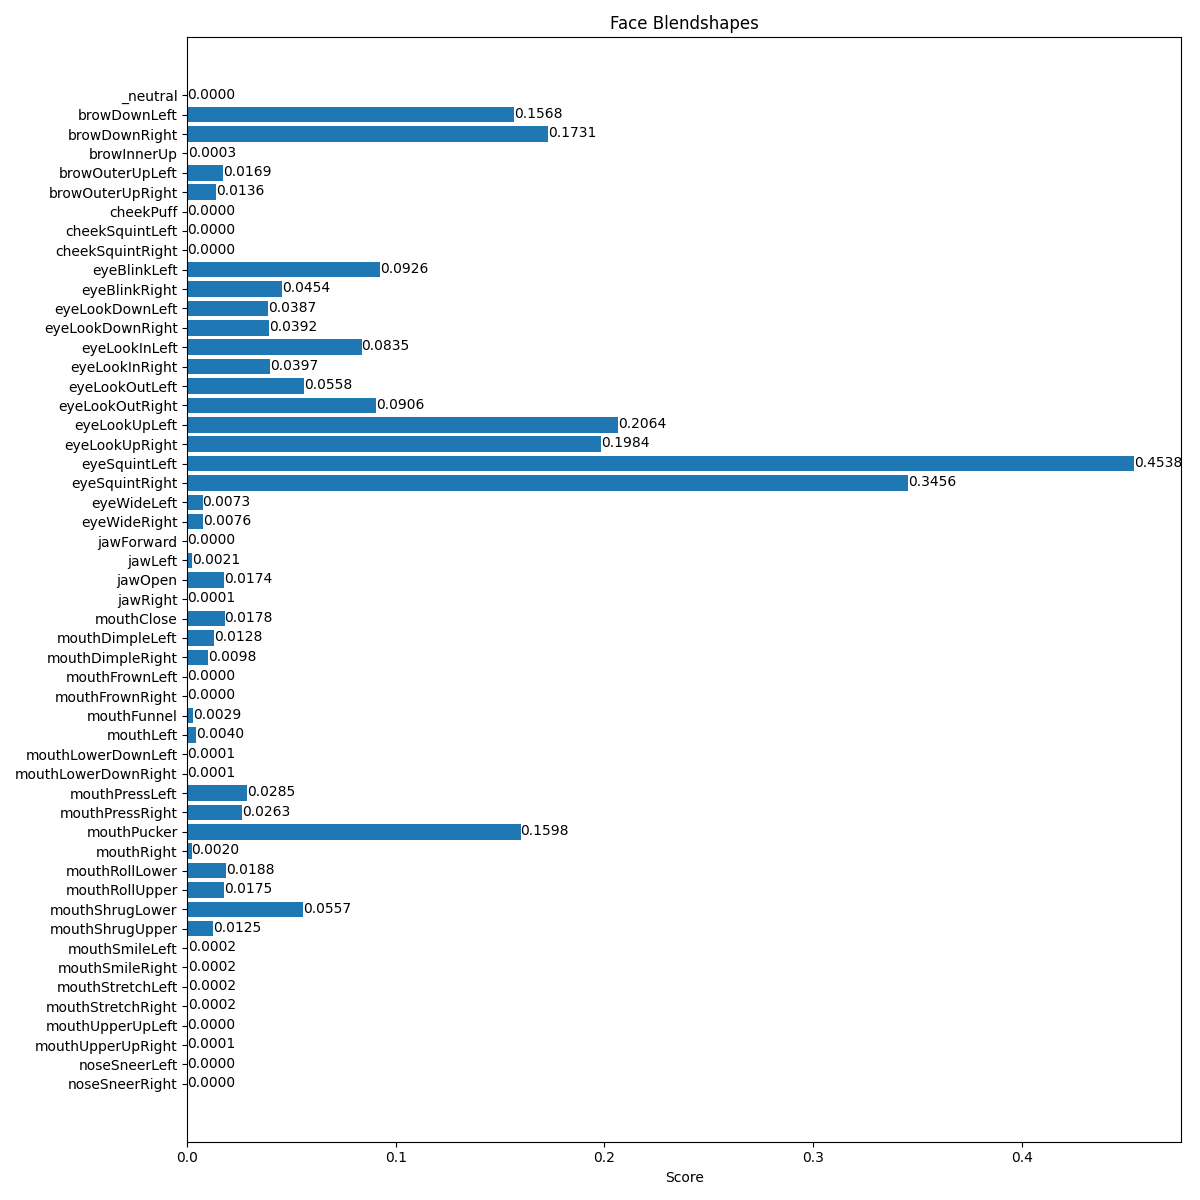 Face Blendshapes
_neutral 0.0000
browDownLeft 0.1568
browDownRight 0.1731
browInnerUp 0.0003
browOuterUpLeft 0.0169
browOuterUpRight 0.0136
cheekPuff 0.0000
cheekSquintLeft 0.0000
cheekSquintRight 0.0000
eyeBlinkLeft 0.0926
eyeBlinkRight 0.0454
eyeLookDownLeft 0.0387
eyeLookDownRight 0.0392
eyeLookInLeft 0.0835
eyeLookInRight 0.0397
eyeLookOutLeft 0.0558
eyeLookOutRight 0.0906
eyeLookUpLeft 0.2064
eyeLookUpRight 0.1984
eyeSquintLeft 0.4538
eyeSquintRight 0.3456
eyeWideLeft 0.0073
eyeWideRight 0.0076
jawForward 0.0000
jawLeft 0.0021
jawOpen 0.0174
jawRight 0.0001
mouthClose 0.0178
mouthDimpleLeft 0.0128
mouthDimpleRight 0.0098
mouthFrownLeft 0.0000
mouthFrownRight 0.0000
mouthFunnel 0.0029
mouthLeft 0.0040
mouthLowerDownLeft 0.0001
mouthLowerDownRight 0.0001
mouthPressLeft 0.0285
mouthPressRight 0.0263
mouthPucker 0.1598
mouthRight 0.0020
mouthRollLower 0.0188
mouthRollUpper 0.0175
mouthShrugLower 0.0557
mouthShrugUpper 0.0125
mouthSmileLeft 0.0002
mouthSmileRight 0.0002
mouthStretchLeft 0.0002
mouthStretchRight 0.0002
mouthUpperUpLeft 0.0000
mouthUpperUpRight 0.0001
noseSneerLeft 0.0000
noseSneerRight 0.0000
0.0 0.1 0.2 0.3 0.4
Score